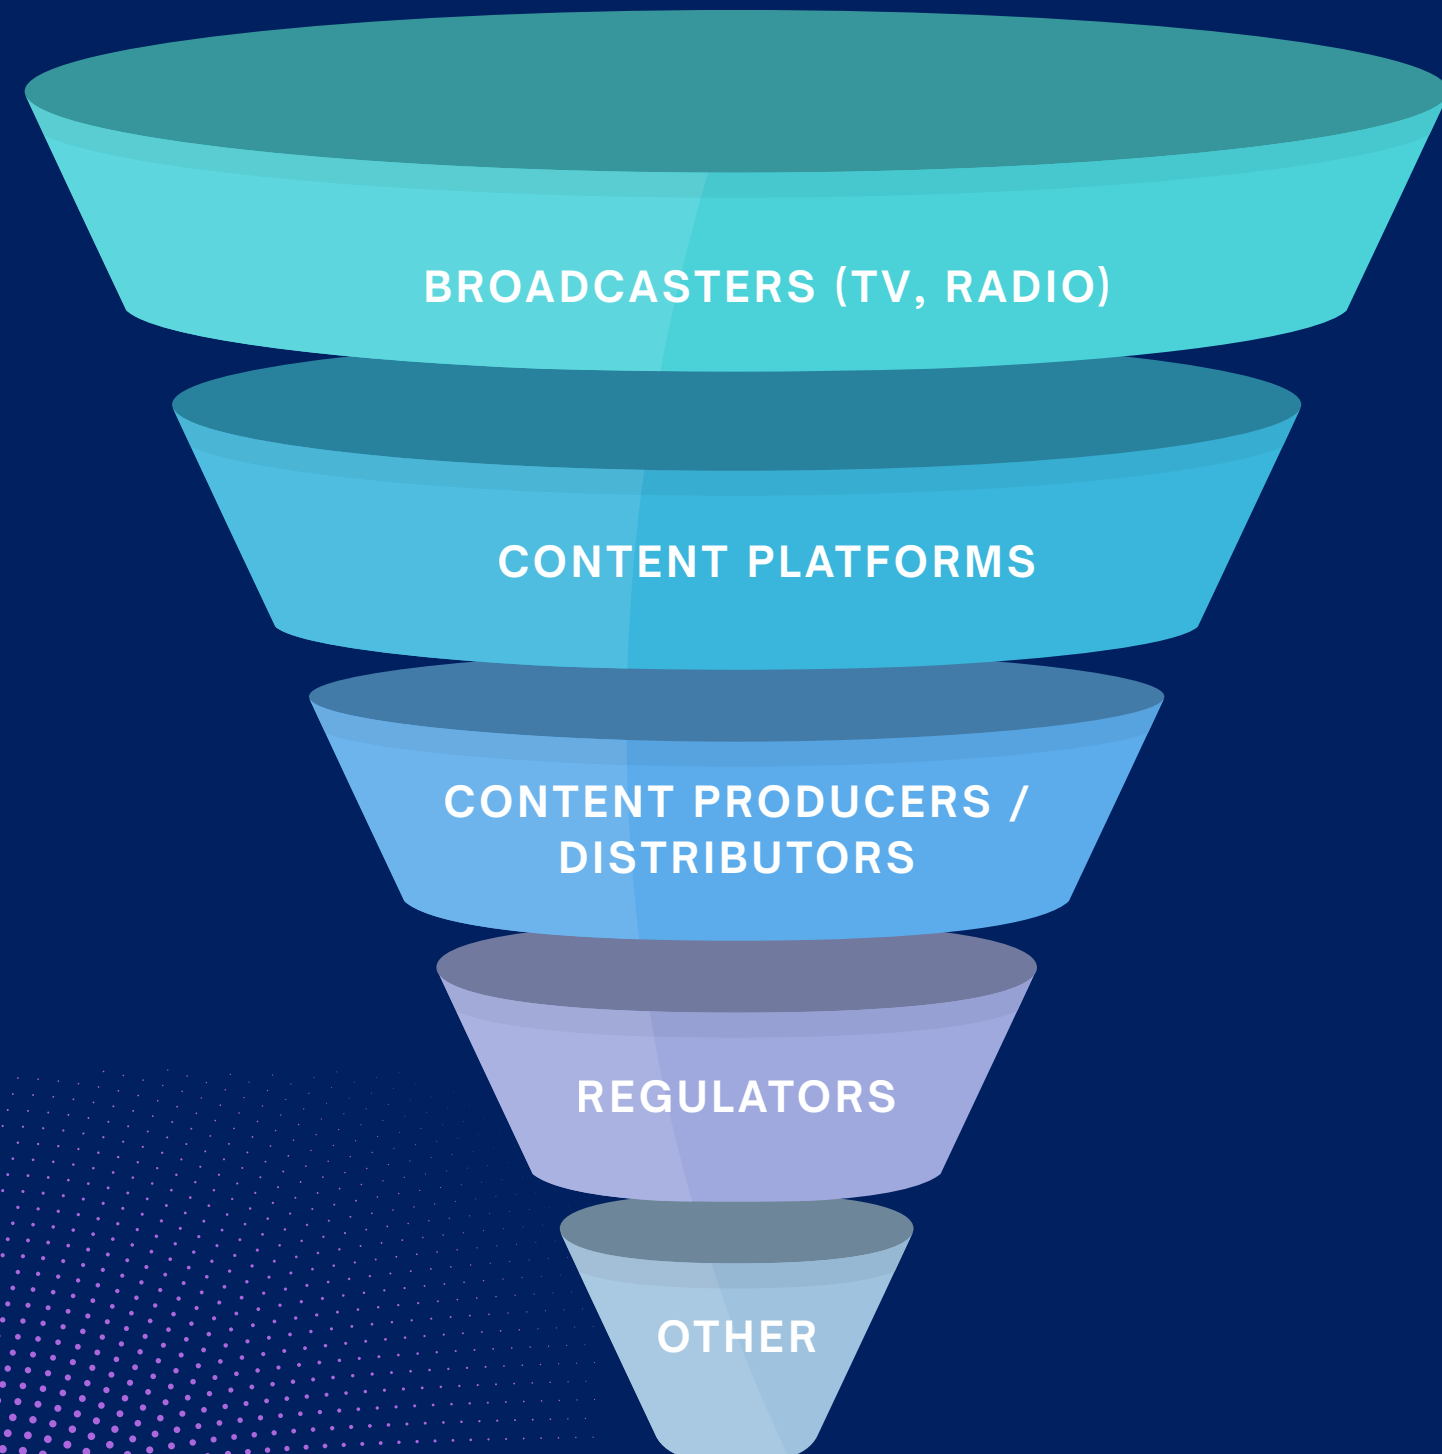 BROADCASTERS (TV, RADIO)
CONTENT PLATFORMS
CONTENT PRODUCERS /
DISTRIBUTORS
REGULATORS
OTHER